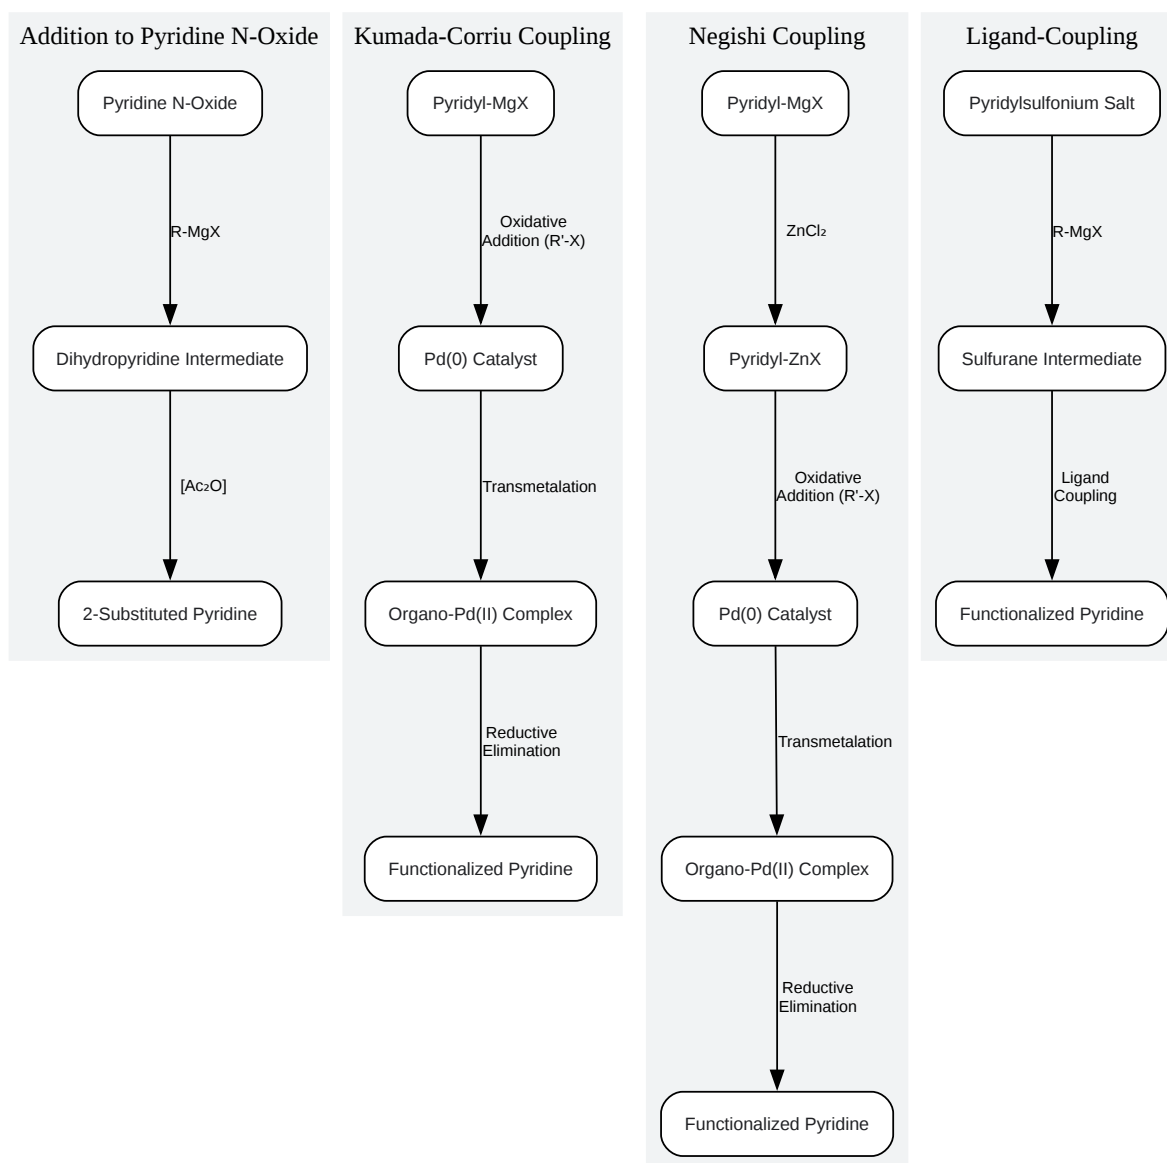 Addition to Pyridine N-Oxide
Pyridine N-Oxide
R-MgX
Dihydropyridine Intermediate
[Ac₂O]
2-Substituted Pyridine
Kumada-Corriu Coupling
Pyridyl-MgX
Oxidative
Addition (R'-X)
Pd(0) Catalyst
Transmetalation
Organo-Pd(II) Complex
Reductive
Elimination
Functionalized Pyridine
Negishi Coupling
Pyridyl-MgX
ZnCl₂
Pyridyl-ZnX
Oxidative
Addition (R'-X)
Pd(0) Catalyst
Transmetalation
Organo-Pd(II) Complex
Reductive
Elimination
Functionalized Pyridine
Ligand-Coupling
Pyridylsulfonium Salt
R-MgX
Sulfurane Intermediate
Ligand
Coupling
Functionalized Pyridine